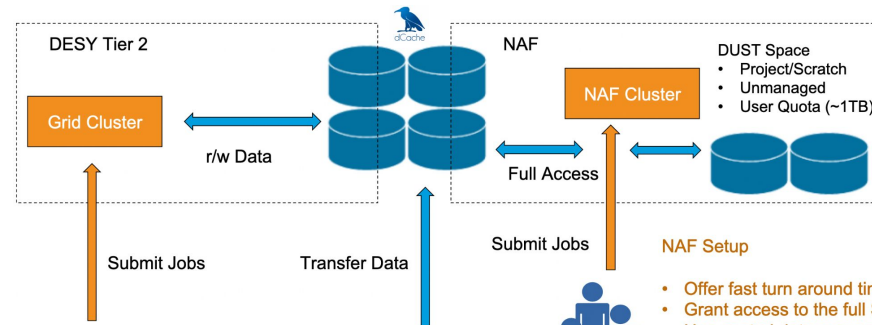 dCache
DESY Tier 2
NAF
DUST Space
• Project/Scratch
• Unmanaged
• User Quota (~1TB)
Grid Cluster
NAF Cluster
r/w Data
Full Access
Submit Jobs
Transfer Data
Submit Jobs
NAF Setup
• Offer fast turn around
• Grant access to the full